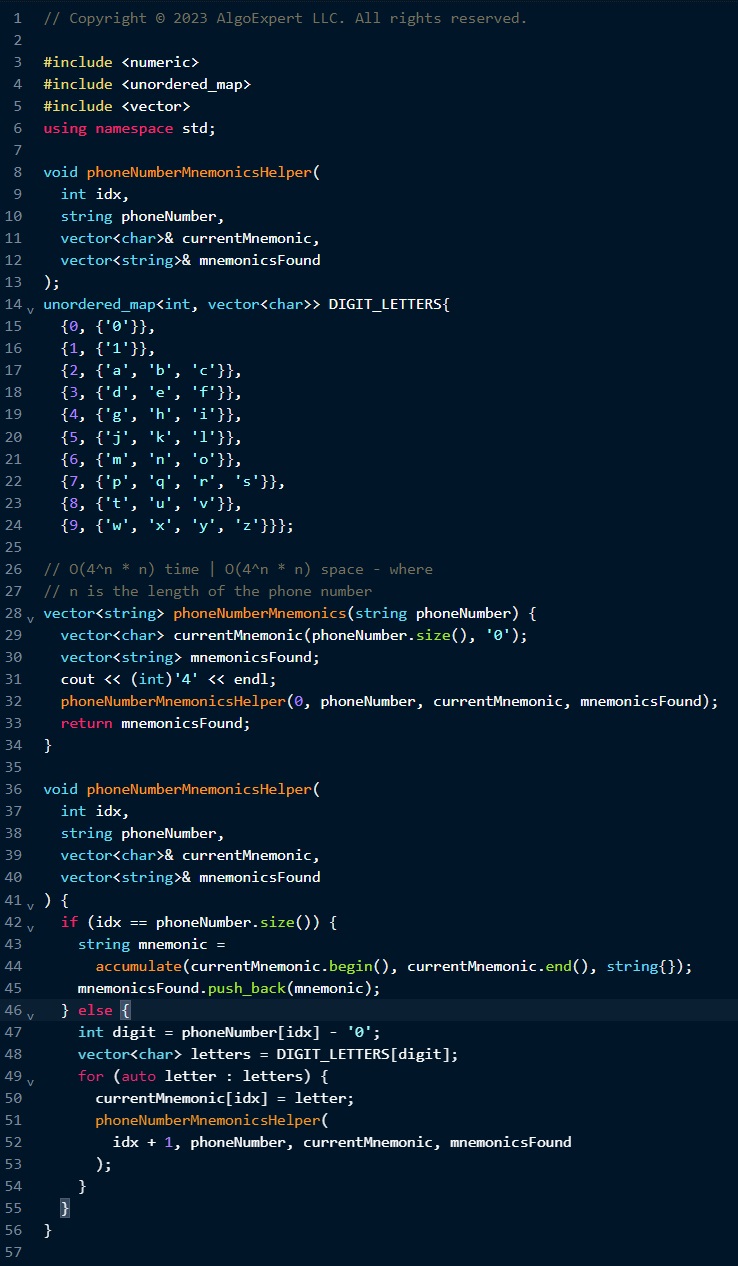 1 // Copyright © 2023 AlgoExpert LLC. All rights reserved.
2
3 #include <numeric>
4 #include <unordered_map>
5 #include <vector>
6 using namespace std;
7
8 void phoneNumberMnemonicsHelper(
9   int idx,
10   string phoneNumber,
11   vector<char>& currentMnemonic,
12   vector<string>& mnemonicsFound
13 );
14 unordered_map<int, vector<char>> DIGIT_LETTERS{
15   {0, {'0'}},
16   {1, {'1'}},
17   {2, {'a', 'b', 'c'}},
18   {3, {'d', 'e', 'f'}},
19   {4, {'g', 'h', 'i'}},
20   {5, {'j', 'k', 'l'}},
21   {6, {'m', 'n', 'o'}},
22   {7, {'p', 'q', 'r', 's'}},
23   {8, {'t', 'u', 'v'}},
24   {9, {'w', 'x', 'y', 'z'}}};
25
26 // O(4^n * n) time | O(4^n * n) space - where
27 // n is the length of the phone number
28 vector<string> phoneNumberMnemonics(string phoneNumber) {
29   vector<char> currentMnemonic(phoneNumber.size(), '0');
30   vector<string> mnemonicsFound;
31   cout << (int)'4' << endl;
32   phoneNumberMnemonicsHelper(0, phoneNumber, currentMnemonic, mnemonicsFound);
33   return mnemonicsFound;
34 }
35
36 void phoneNumberMnemonicsHelper(
37   int idx,
38   string phoneNumber,
39   vector<char>& currentMnemonic,
40   vector<string>& mnemonicsFound
41 ) {
42   if (idx == phoneNumber.size()) {
43     string mnemonic =
44       accumulate(currentMnemonic.begin(), currentMnemonic.end(), string{});
45     mnemonicsFound.push_back(mnemonic);
46   } else {
47     int digit = phoneNumber[idx] - '0';
48     vector<char> letters = DIGIT_LETTERS[digit];
49     for (auto letter : letters) {
50       currentMnemonic[idx] = letter;
51       phoneNumberMnemonicsHelper(
52         idx + 1, phoneNumber, currentMnemonic, mnemonicsFound
53       );
54     }
55   }
56 }
57